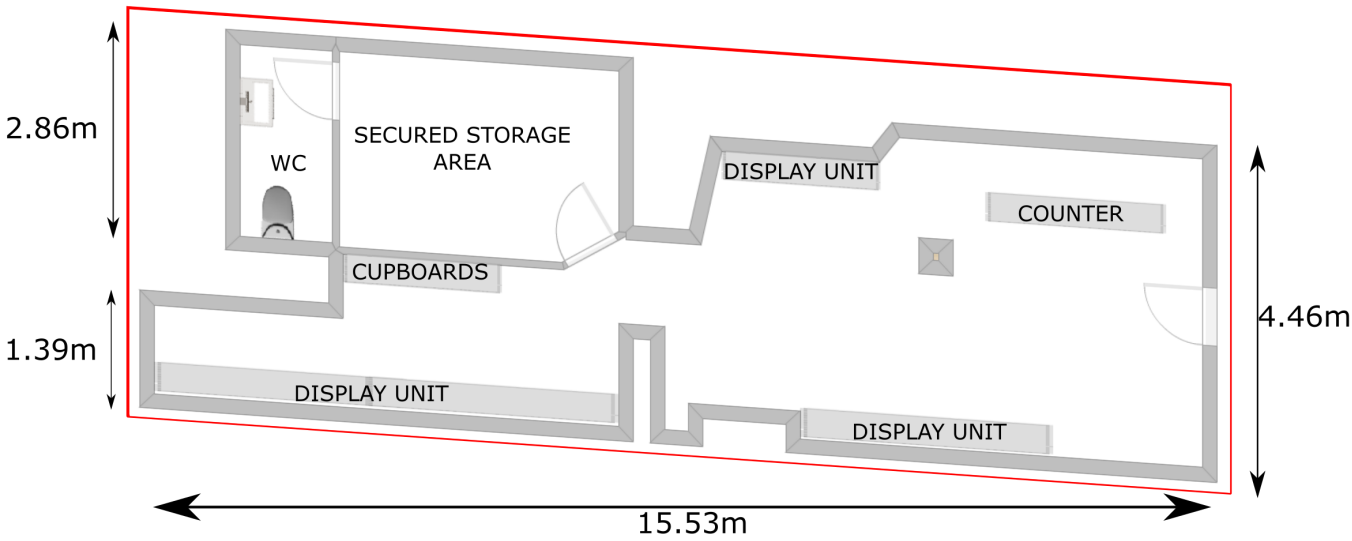 2.86m
SECURED STORAGE
AREA
WC
DISPLAY UNIT
COUNTER
CUPBOARDS
1.39m
4.46m
DISPLAY UNIT
DISPLAY UNIT
15.53m